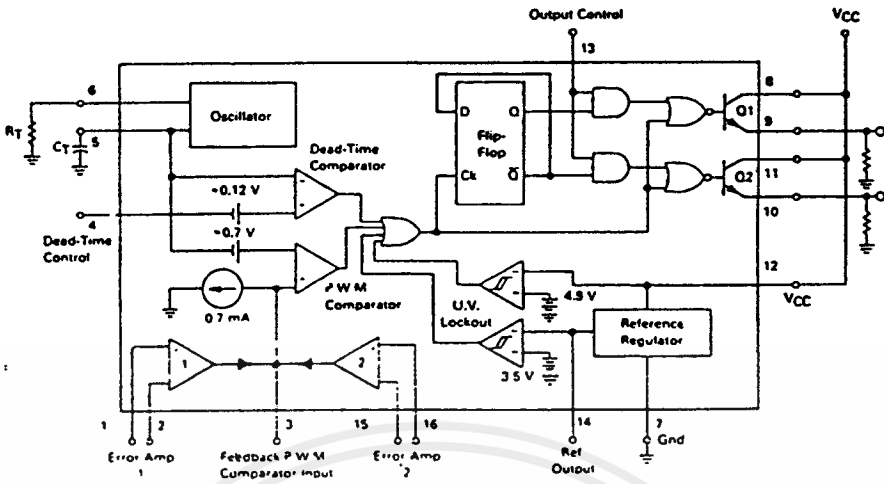 Output Control
VCC
13
6
Oscillator
RT
CT
5
D
Q
Flip-
Flop
Ck
Q̅
8
Q1
9
11
Q2
10
Dead-Time
Comparator
≈0.12 V
4
Dead-Time
Control
≈0.7 V
P W M
Comparator
0.7 mA
U.V.
Lockout
4.9 V
12
VCC
Reference
Regulator
3.5 V
1
2
1
2
3
15
16
14
7
Gnd
Error Amp
1
Feedback P W M
Comparator Input
Error Amp
2
Ref
Output